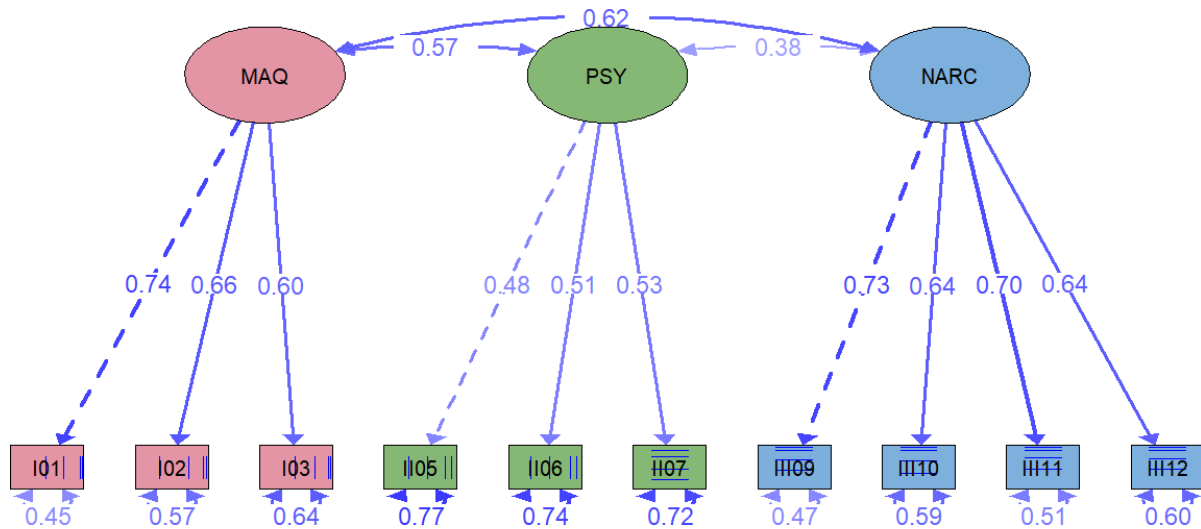 0.62
0.57 0.38
MAQ PSY NARC
0.74 0.66 0.60 0.48 0.51 0.53 0.73 0.64 0.70 0.64
I01 I02 I03 II05 II06 II07 III09 III10 III11 III12
0.45 0.57 0.64 0.77 0.74 0.72 0.47 0.59 0.51 0.60